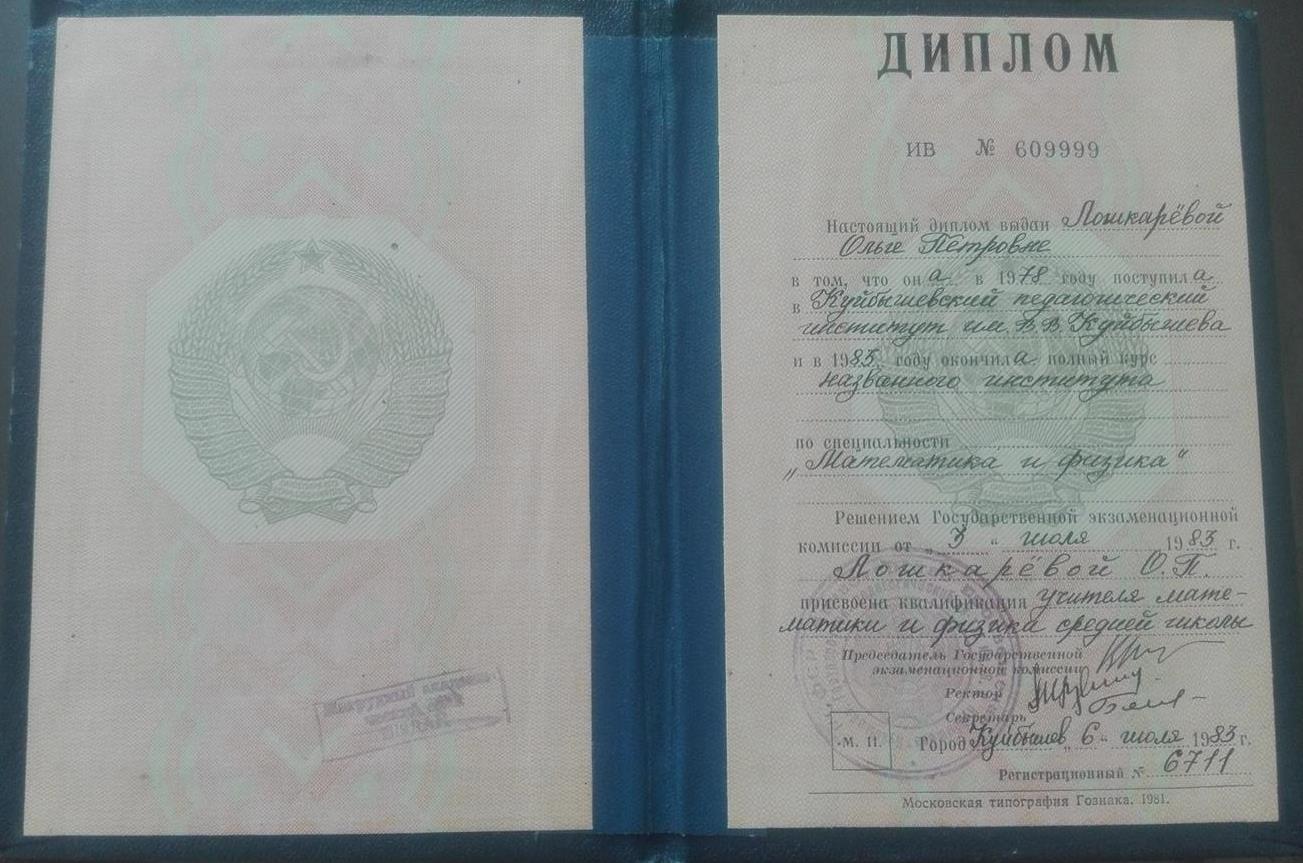 ДИПЛОМ
ИВ № 609999
Настоящий диплом выдан Лошкарёвой
Ольге Петровне
в том, что она в 1978 году поступила
в Куйбышевский педагогический
институт им. В.В. Куйбышева
и в 1983 году окончила полный курс
названного института
по специальности
„Математика и физика“
Решением Государственной экзаменационной
комиссии от „3“ июля 1983 г.
Лошкарёвой О.П.
присвоена квалификация учителя мате-
матики и физики средней школы
Председатель Государственной
экзаменационной комиссии
Ректор
Секретарь
М. П. Город Куйбышев „6“ июля 1983 г.
Регистрационный № 6711
Московская типография Гознака. 1981.